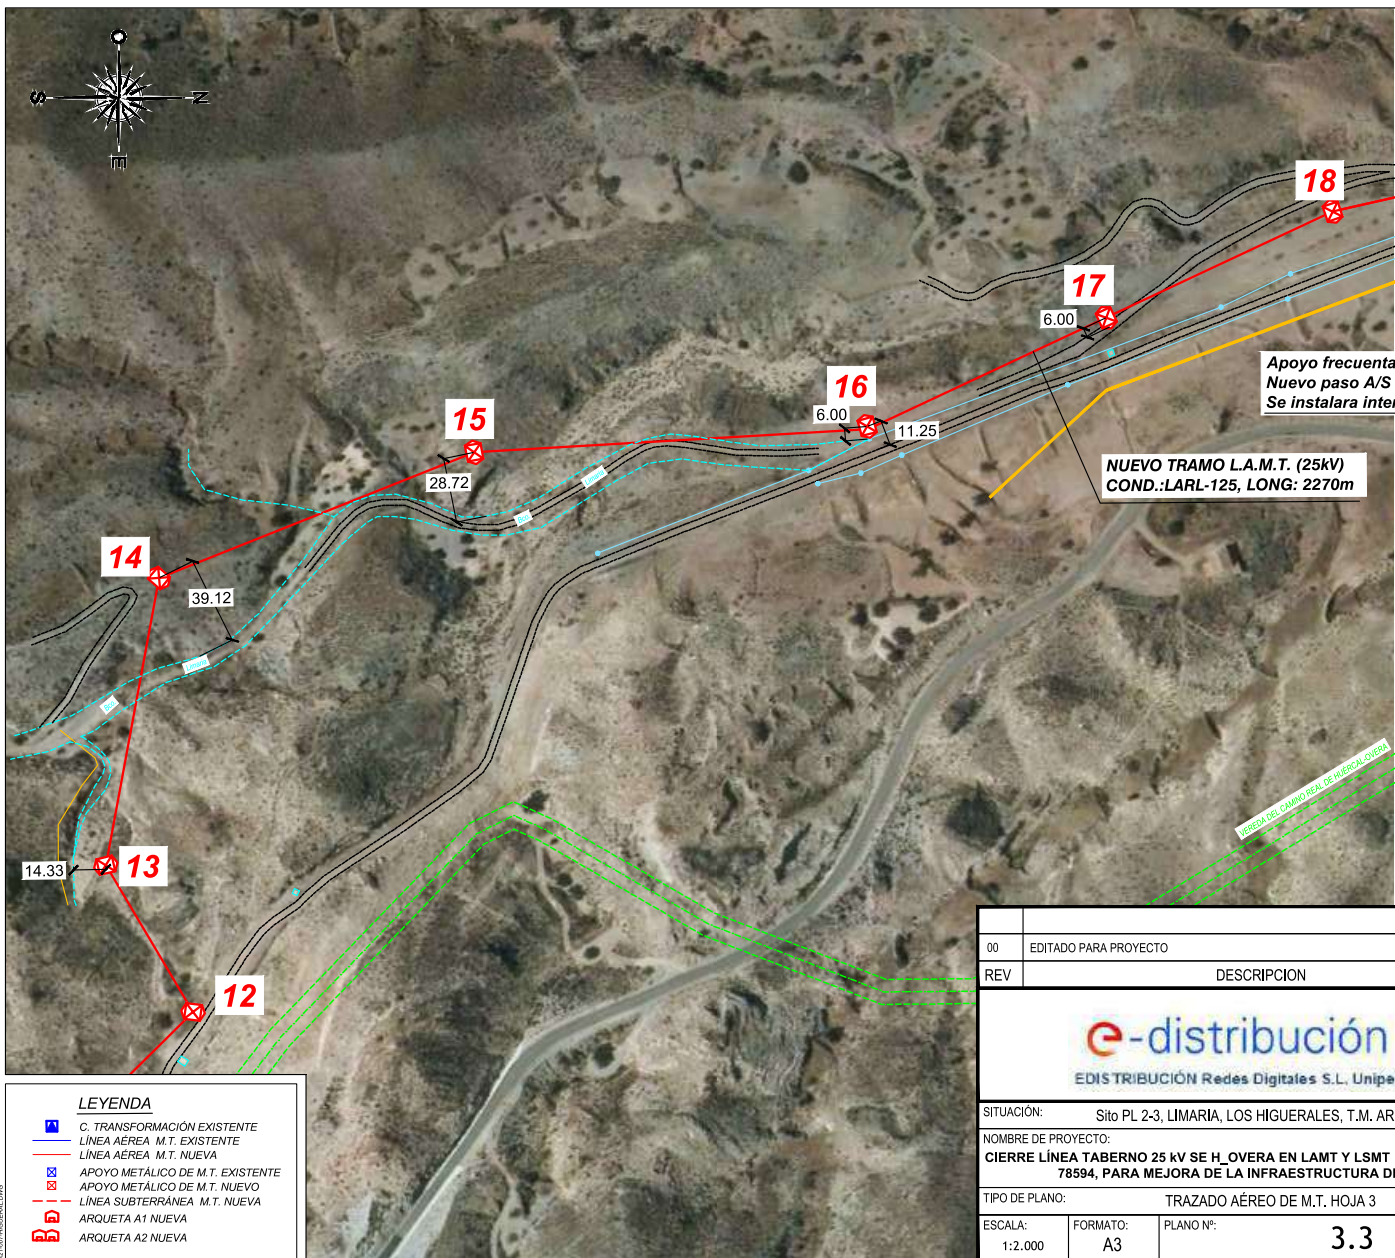 O
S
N
E
18
17
6.00
16
6.00
11.25
15
28.72
14
39.12
13
14.33
12
Apoyo frecuenta
Nuevo paso A/S
Se instalara inter
NUEVO TRAMO L.A.M.T. (25kV)
COND.:LARL-125, LONG: 2270m
Limaria
Bco
Limaria
Bco
VEREDA DEL CAMINO REAL DE HUERCAL-OVERA
LEYENDA
C. TRANSFORMACIÓN EXISTENTE
LÍNEA AÉREA M.T. EXISTENTE
LÍNEA AÉREA M.T. NUEVA
APOYO METÁLICO DE M.T. EXISTENTE
APOYO METÁLICO DE M.T. NUEVO
LÍNEA SUBTERRÁNEA M.T. NUEVA
ARQUETA A1 NUEVA
ARQUETA A2 NUEVA
00 EDITADO PARA PROYECTO
REV DESCRIPCION
e-distribución
EDISTRIBUCIÓN Redes Digitales S.L. Unipe
SITUACIÓN: Sito PL 2-3, LIMARIA, LOS HIGUERALES, T.M. AR
NOMBRE DE PROYECTO:
CIERRE LÍNEA TABERNO 25 kV SE H_OVERA EN LAMT Y LSMT
78594, PARA MEJORA DE LA INFRAESTRUCTURA DE
TIPO DE PLANO: TRAZADO AÉREO DE M.T. HOJA 3
ESCALA: FORMATO: PLANO Nº:
1:2.000 A3 3.3